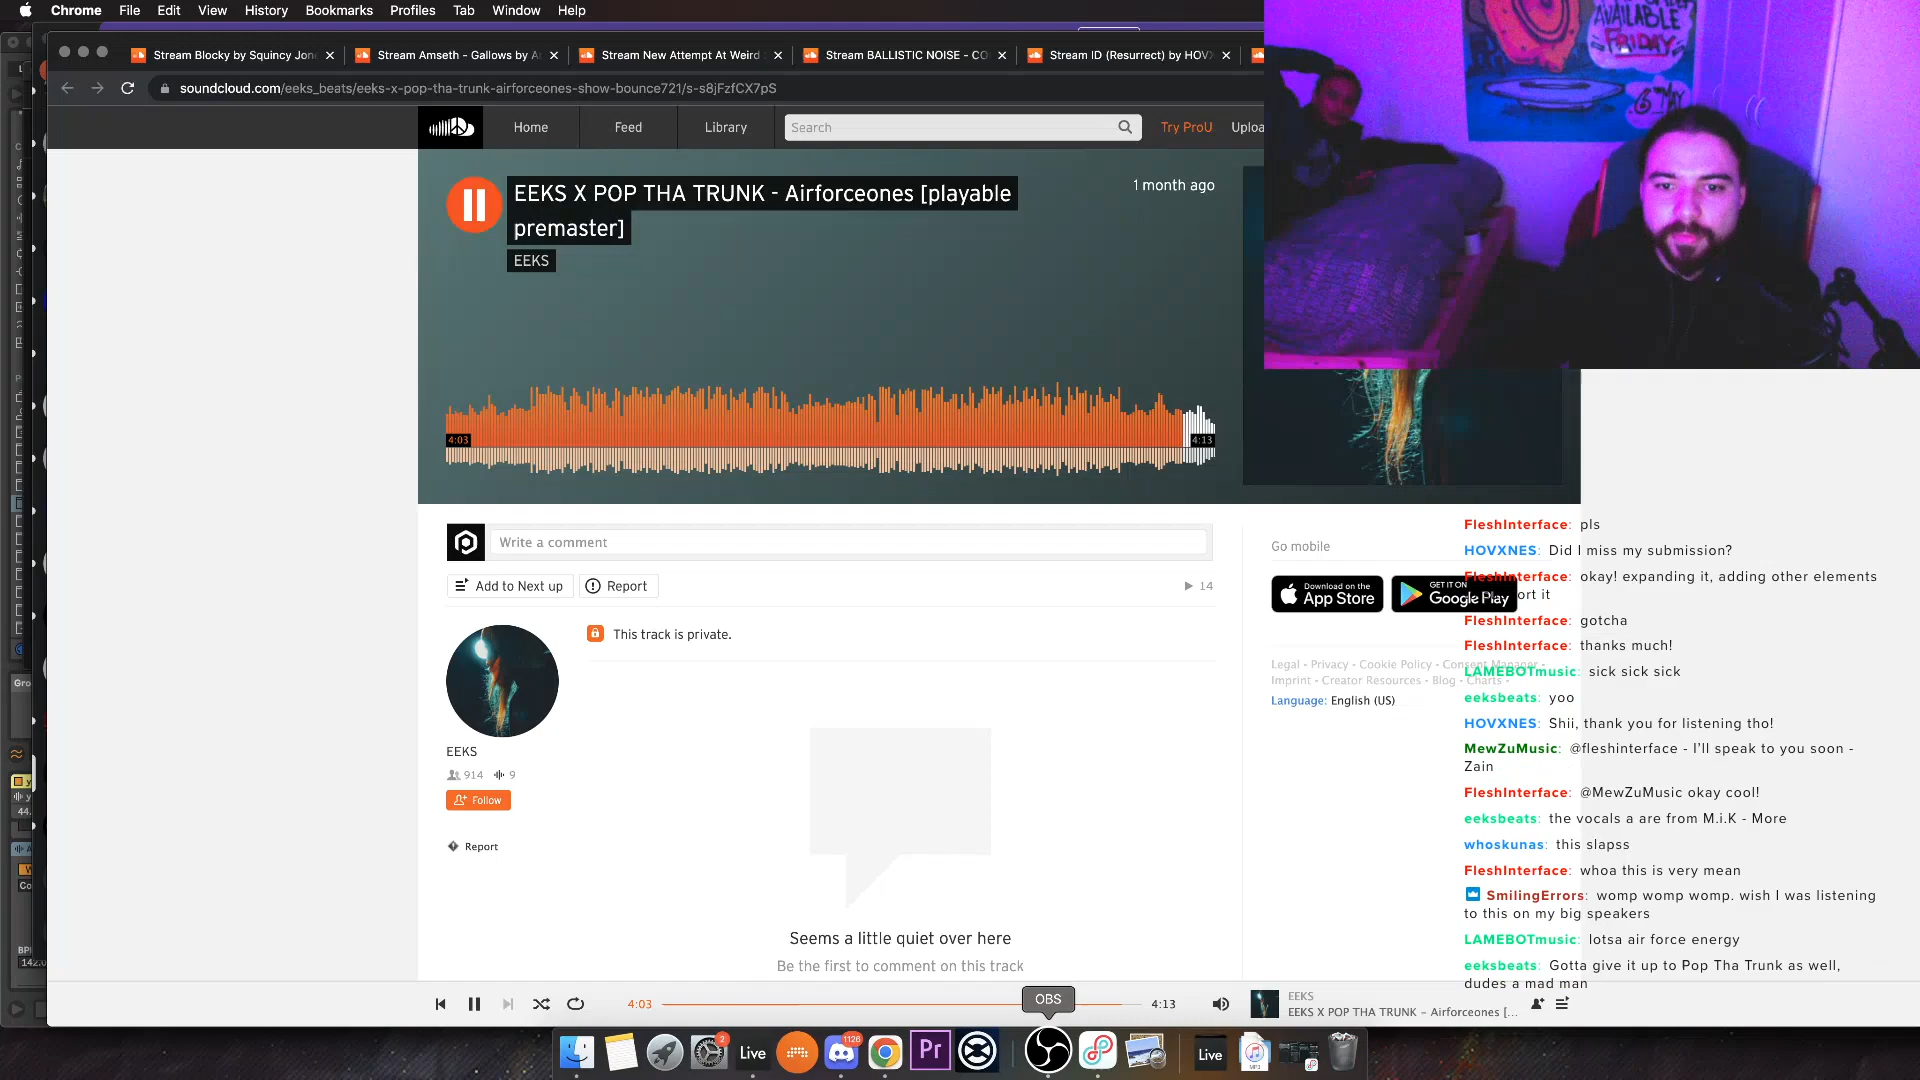 Chrome File Edit View History Bookmarks Profiles Tab Window Help
Stream Blocky by Squincy Jon
Stream Amseth - Gallows by A
Stream New Attempt At Weird
Stream BALLISTIC NOISE - CO
Stream ID (Resurrect) by HOVX
soundcloud.com/eeks_beats/eeks-x-pop-tha-trunk-airforceones-show-bounce721/s-s8jFzfCX7pS
Home Feed Library Search Try ProU Uploa
AVAILABLE
FRIDAY
EEKS X POP THA TRUNK - Airforceones [playable
premaster]
EEKS
1 month ago
4:03
4:13
Write a comment
Add to Next up Report
14
This track is private.
EEKS
914 9
Follow
Report
Seems a little quiet over here
Be the first to comment on this track
Go mobile
Download on the
App Store
GET IT ON
Google Play
Legal - Privacy - Cookie Policy - Consent Manager -
Imprint - Creator Resources - Blog - Charts -
Language: English (US)
FleshInterface: pls
HOVXNES: Did I miss my submission?
FleshInterface: okay! expanding it, adding other elements
ort it
FleshInterface: gotcha
FleshInterface: thanks much!
LAMEBOTmusic: sick sick sick
eeksbeats: yoo
HOVXNES: Shii, thank you for listening tho!
MewZuMusic: @fleshinterface - I'll speak to you soon -
Zain
FleshInterface: @MewZuMusic okay cool!
eeksbeats: the vocals a are from M.i.K - More
whoskunas: this slapss
FleshInterface: whoa this is very mean
SmilingErrors: womp womp womp. wish I was listening
to this on my big speakers
LAMEBOTmusic: lotsa air force energy
eeksbeats: Gotta give it up to Pop Tha Trunk as well,
dudes a mad man
4:03
4:13
EEKS
EEKS X POP THA TRUNK - Airforceones [...
OBS
Gro
44.
Co
BP
142.0
2
Live
1126
Pr
Live
MP3